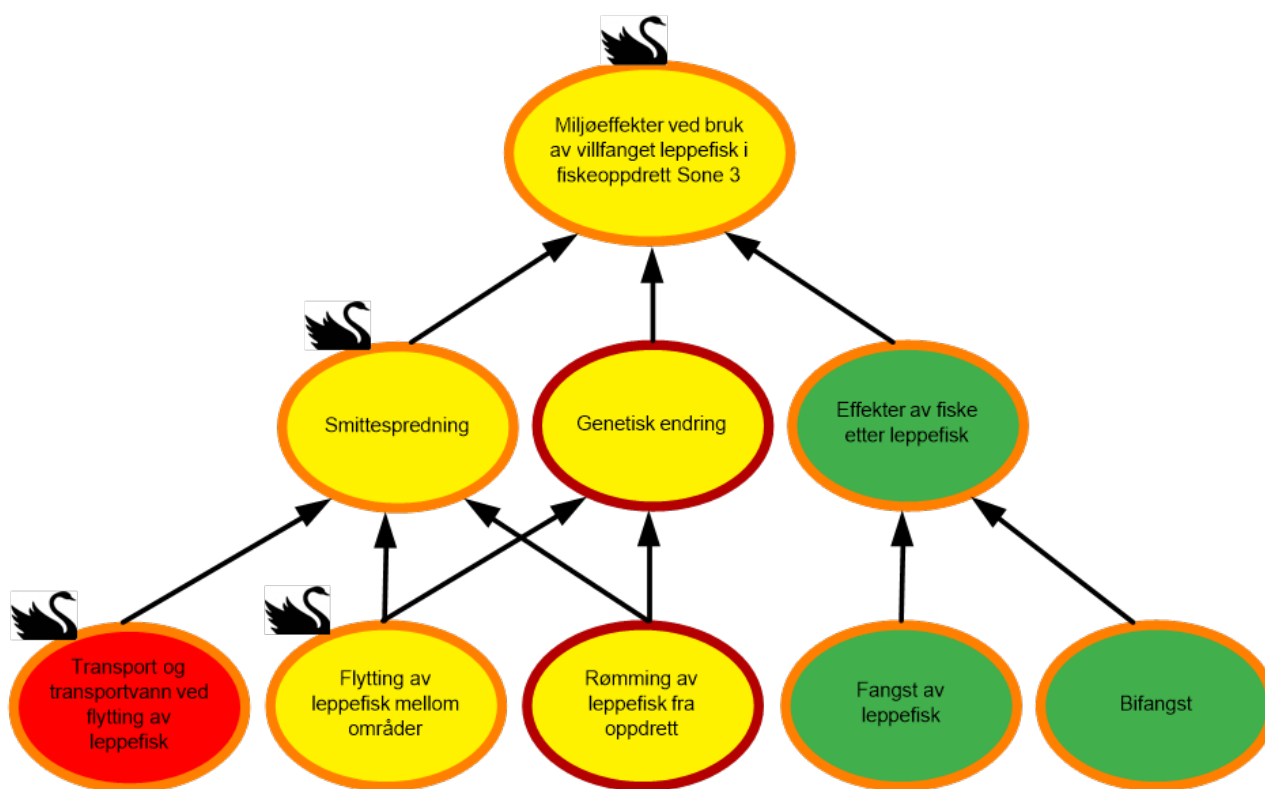 Miljøeffekter ved bruk
av villfanget leppefisk i
fiskeoppdrett Sone 3
Smittespredning
Genetisk endring
Effekter av fiske
etter leppefisk
Transport og
transportvann ved
flytting av
leppefisk
Flytting av
leppefisk mellom
områder
Rømming av
leppefisk fra
oppdrett
Fangst av
leppefisk
Bifangst